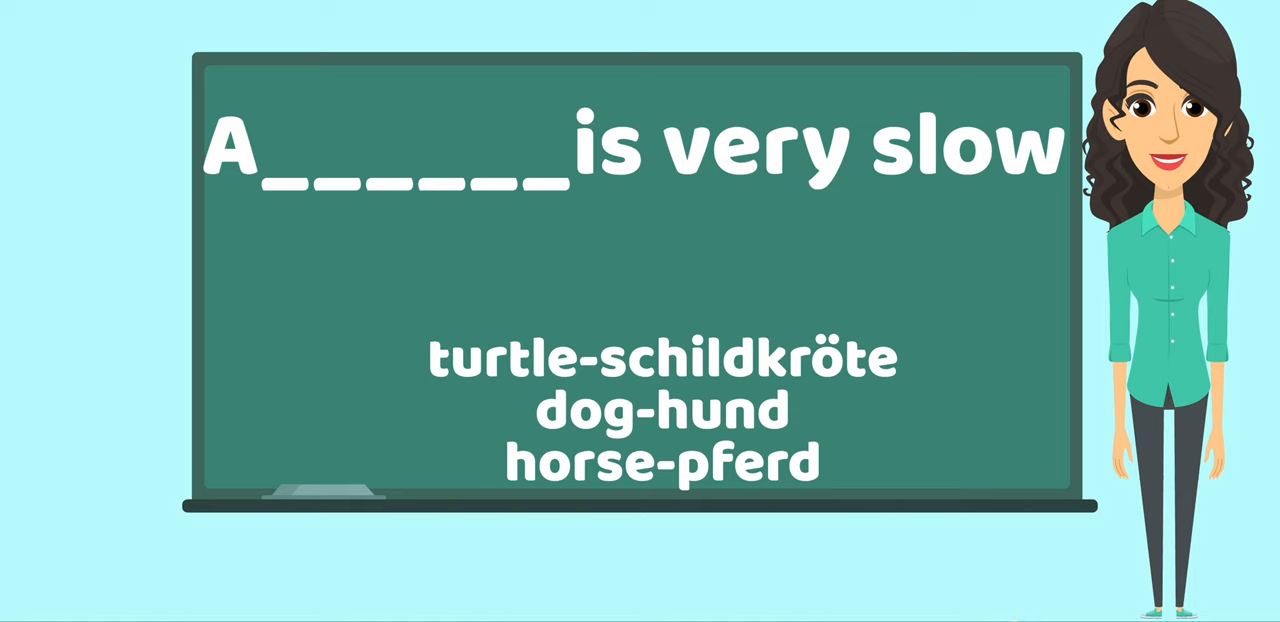 A______is very slow
turtle-schildkröte
dog-hund
horse-pferd